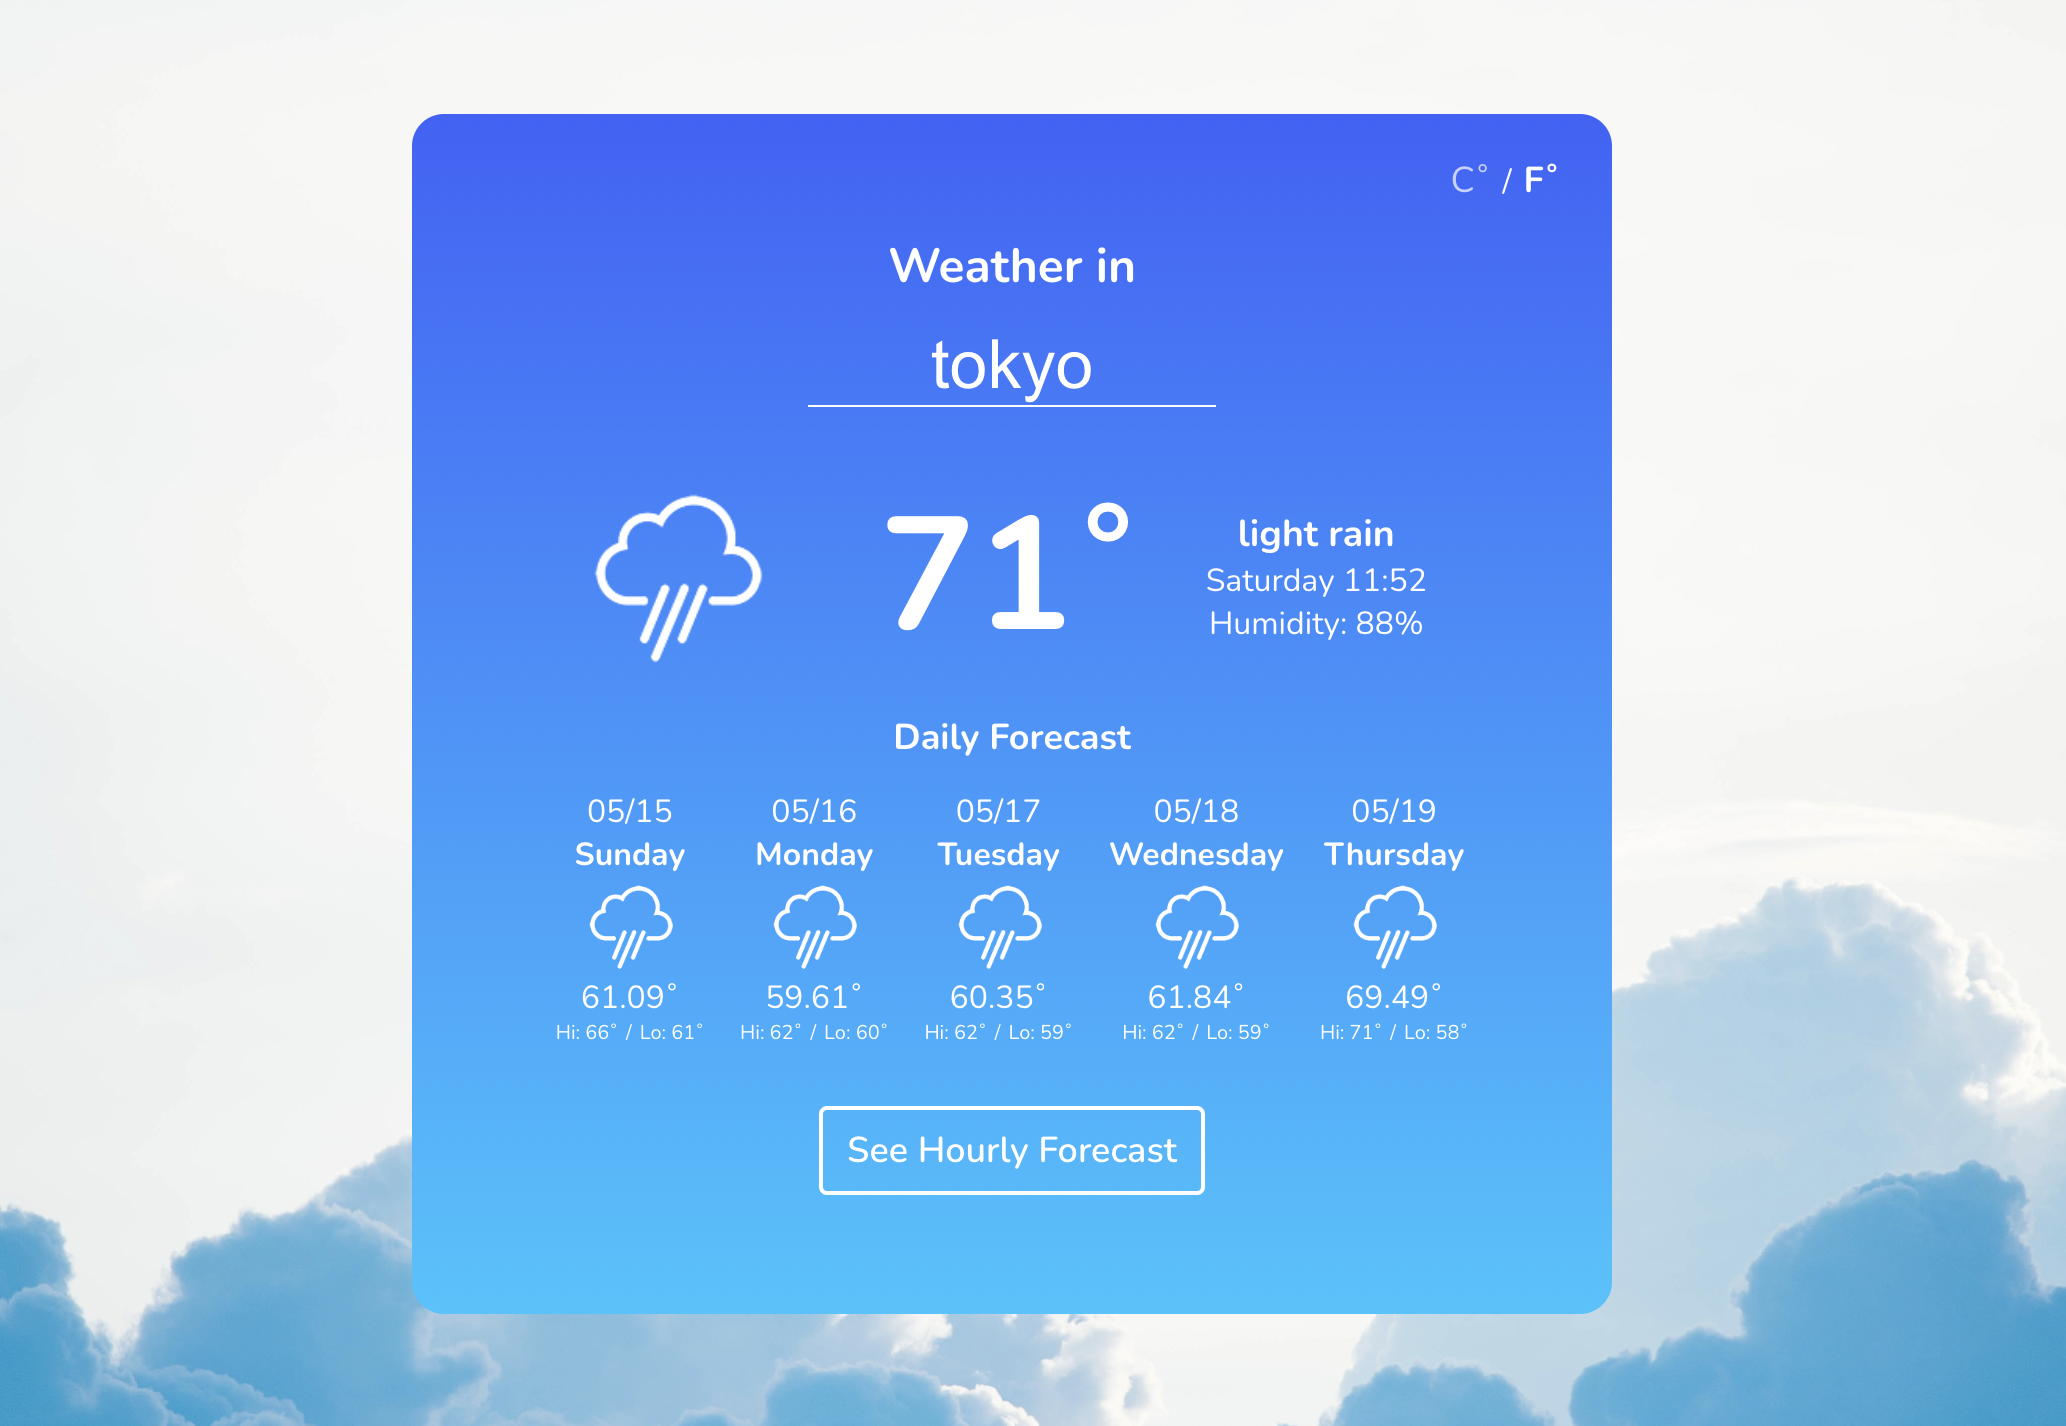 C° / F°
Weather in
tokyo
71°
light rain
Saturday 11:52
Humidity: 88%
Daily Forecast
05/15 05/16 05/17 05/18 05/19
Sunday Monday Tuesday Wednesday Thursday
61.09° 59.61° 60.35° 61.84° 69.49°
Hi: 66° / Lo: 61° Hi: 62° / Lo: 60° Hi: 62° / Lo: 59° Hi: 62° / Lo: 59° Hi: 71° / Lo: 58°
See Hourly Forecast